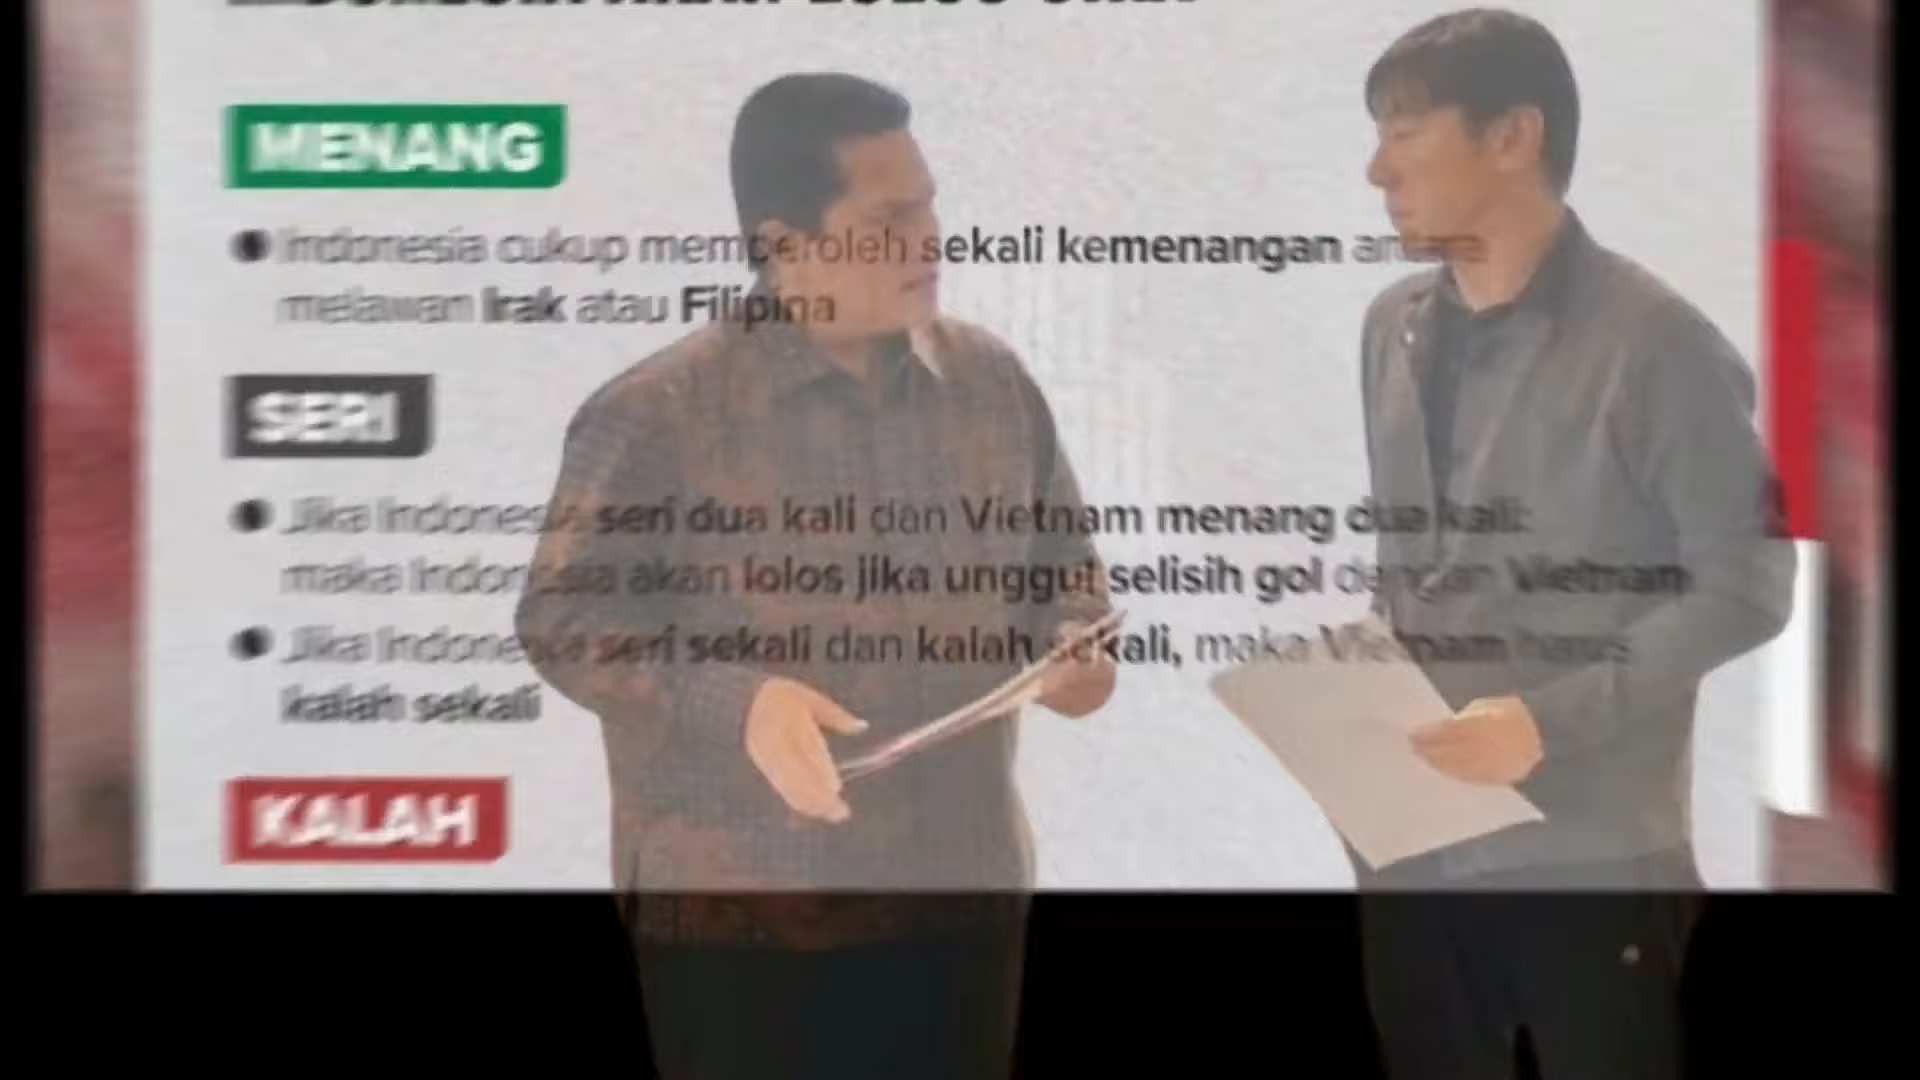 MENANG
Indonesia cukup memperoleh sekali kemenangan antara
melawan Irak atau Filipina
SERI
Jika Indonesia seri dua kali dan Vietnam menang dua kali:
maka Indonesia akan lolos jika unggul selisih gol dengan Vietnam
Jika Indonesia seri sekali dan kalah sekali, maka Vietnam harus
kalah sekali
KALAH